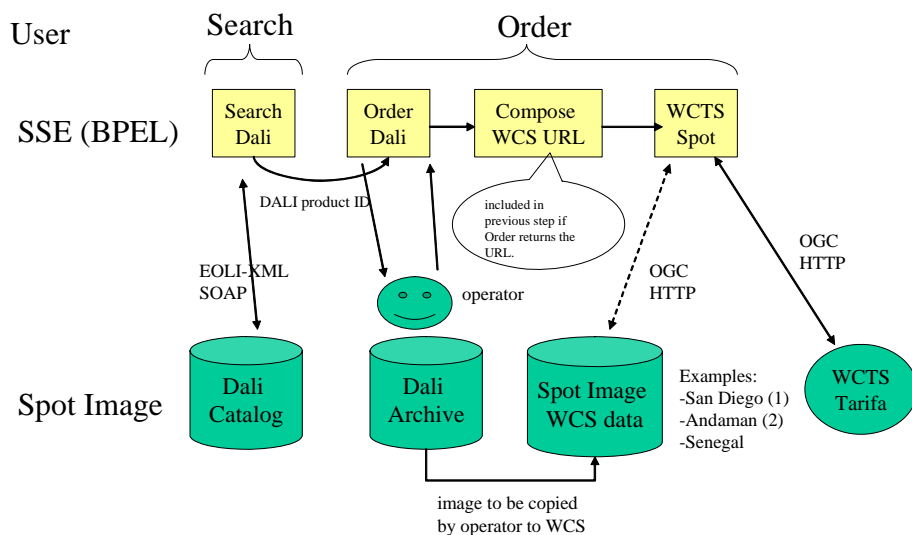 User
Search
Order
SSE (BPEL)
Search
Dali
Order
Dali
Compose
WCS URL
WCTS
Spot
DALI product ID
included in
previous step if
Order returns the
URL.
EOLI-XML
SOAP
operator
OGC
HTTP
OGC
HTTP
Spot Image
Dali
Catalog
Dali
Archive
Spot Image
WCS data
Examples:
-San Diego (1)
-Andaman (2)
-Senegal
WCTS
Tarifa
image to be copied
by operator to WCS